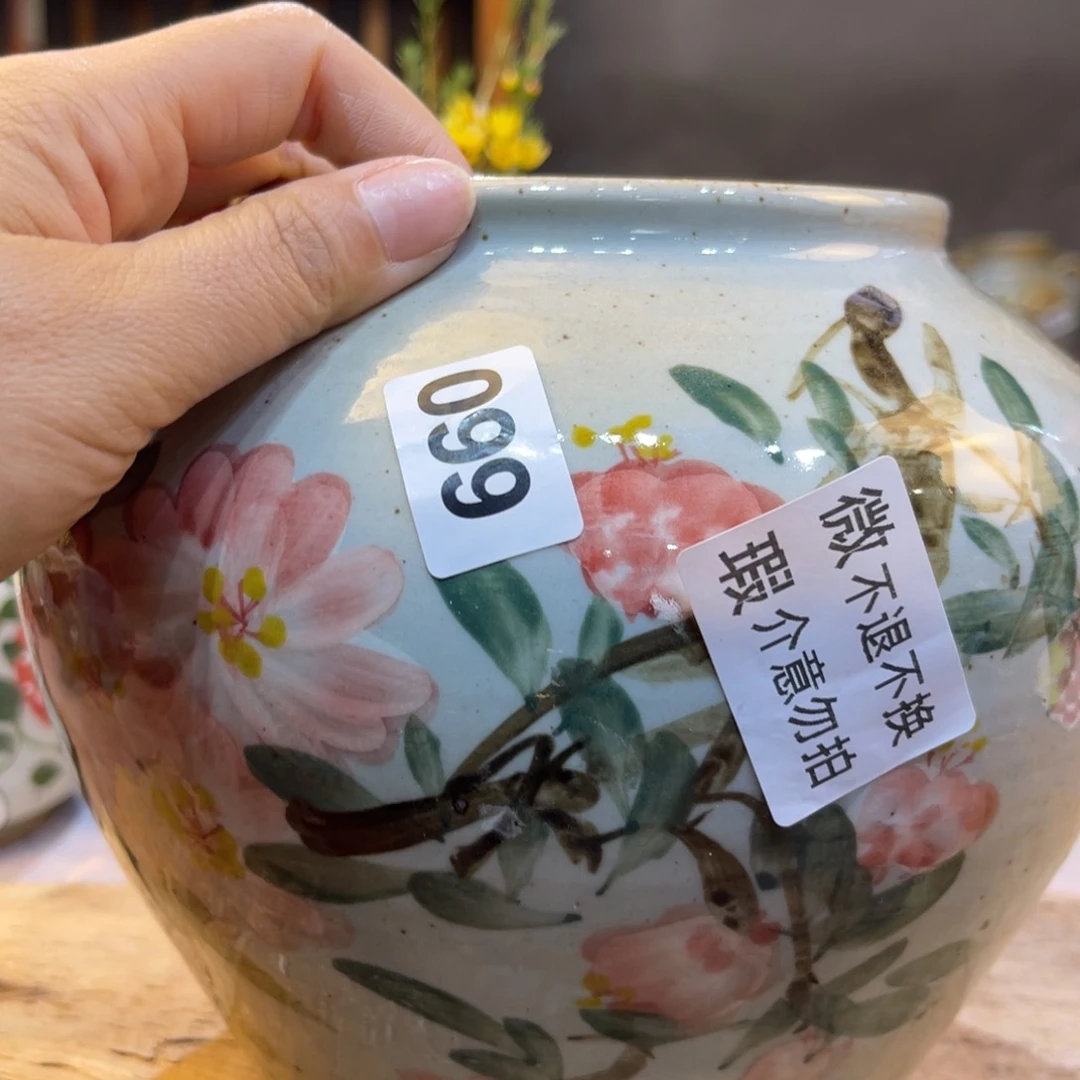 099
微 不退不换
瑕 介意勿拍